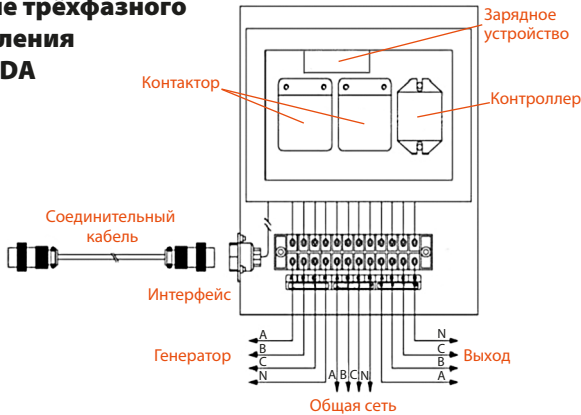 ие трехфазного
ления
DA
Зарядное
устройство
Контактор
Контроллер
Соединительный
кабель
Интерфейс
A
B
C
N
Генератор
A B C N
Общая сеть
N
C
B
A
Выход